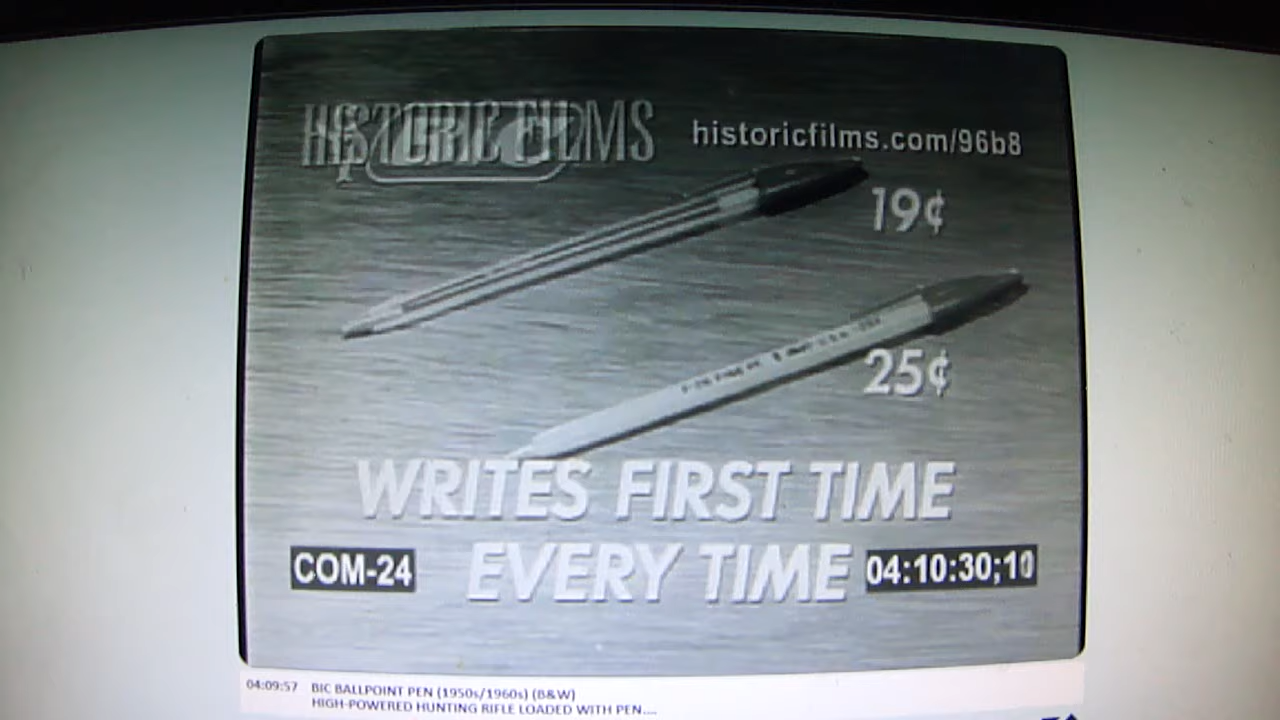 HISTORIC FILMS
BIC
historicfilms.com/96b8
19¢
25¢
WRITES FIRST TIME
EVERY TIME
COM-24
04:10:30;10
04:09:57 BIC BALLPOINT PEN (1950s/1960s) (B&W)
HIGH-POWERED HUNTING RIFLE LOADED WITH PEN....